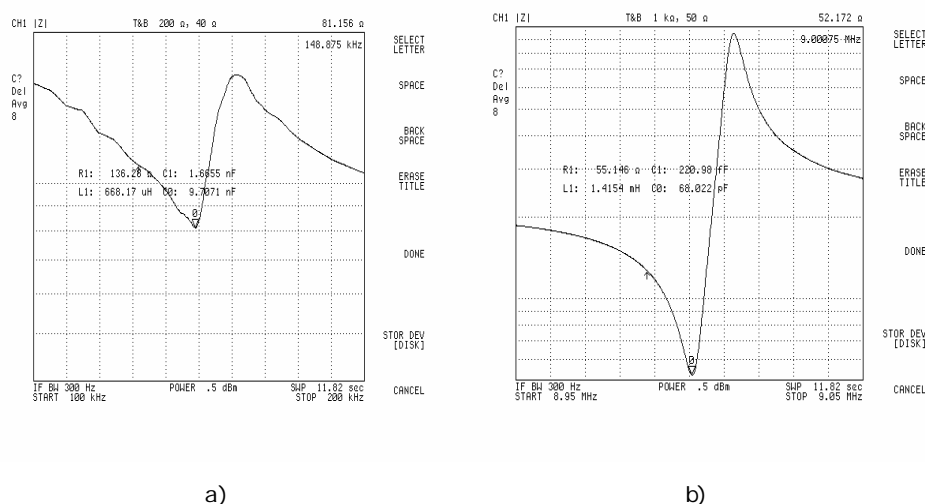 CH1 |Z| T&B 200 Ω, 40 Ω 81.156 Ω
148.875 kHz
C?
Del
Avg
8
R1: 136.28 Ω C1: 1.6655 nF
L1: 668.17 uH C0: 9.7071 nF
0
IF BW 300 Hz POWER .5 dBm SWP 11.82 sec
START 100 kHz STOP 200 kHz
SELECT
LETTER
SPACE
BACK
SPACE
ERASE
TITLE
DONE
STOR DEV
[DISK]
CANCEL
a)
CH1 |Z| T&B 1 kΩ, 50 Ω 52.172 Ω
9.00075 MHz
C?
Del
Avg
8
R1: 55.146 Ω C1: 220.98 fF
L1: 1.4154 mH C0: 68.022 pF
0
IF BW 300 Hz POWER .5 dBm SWP 11.82 sec
START 8.95 MHz STOP 9.05 MHz
SELECT
LETTER
SPACE
BACK
SPACE
ERASE
TITLE
DONE
STOR DEV
[DISK]
CANCEL
b)